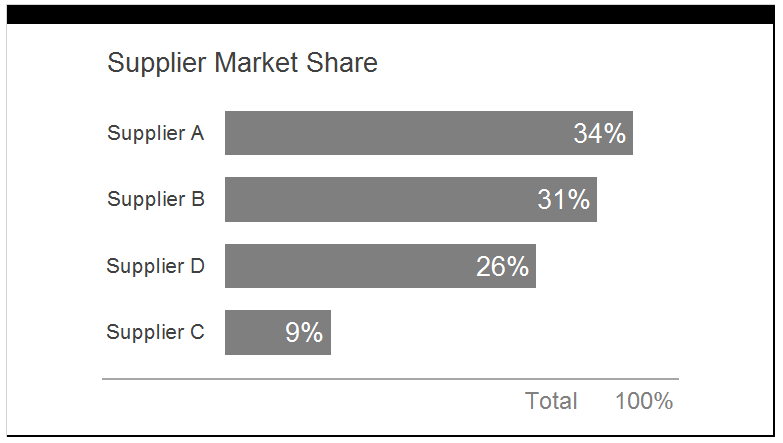 Supplier Market Share
Supplier A 34%
Supplier B 31%
Supplier D 26%
Supplier C 9%
Total 100%